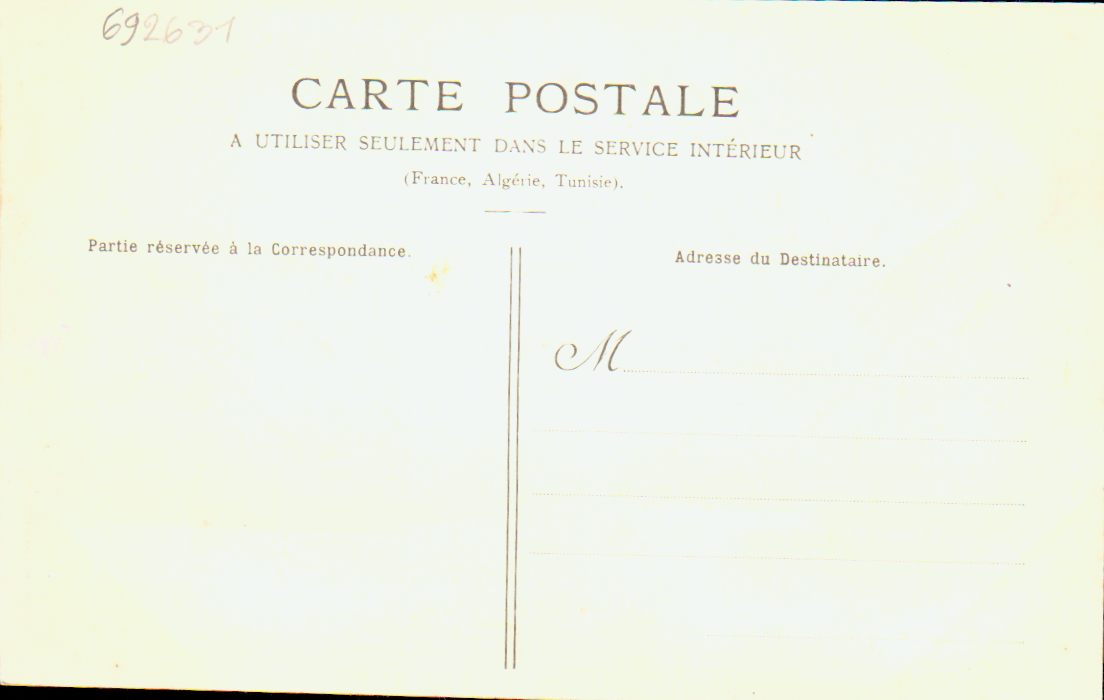 692631
CARTE POSTALE
A UTILISER SEULEMENT DANS LE SERVICE INTÉRIEUR
(France, Algérie, Tunisie).
Partie réservée à la Correspondance.
Adresse du Destinataire.
M